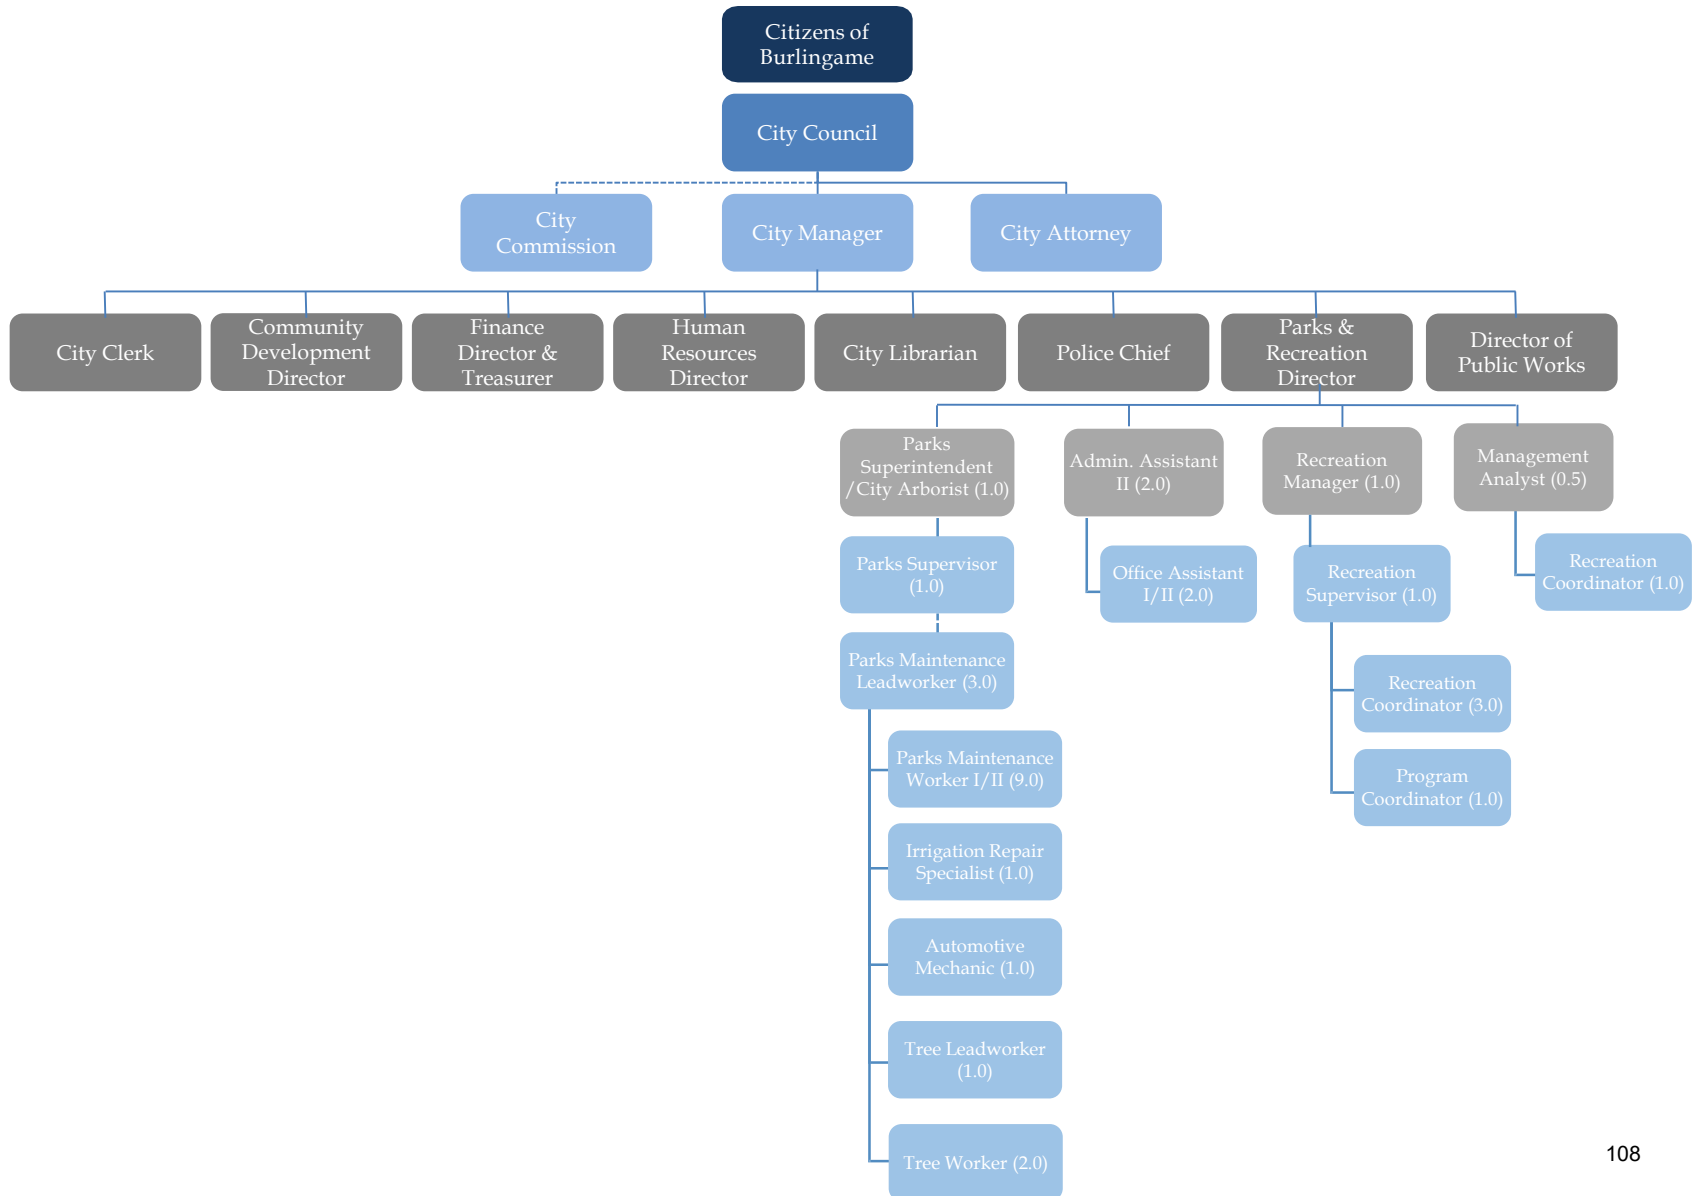 Citizens of
Burlingame
City Council
City
Commission
City Manager
City Attorney
City Clerk
Community
Development
Director
Finance
Director &
Treasurer
Human
Resources
Director
City Librarian
Police Chief
Parks &
Recreation
Director
Director of
Public Works
Parks
Superintendent
/City Arborist (1.0)
Admin. Assistant
II (2.0)
Recreation
Manager (1.0)
Management
Analyst (0.5)
Parks Supervisor
(1.0)
Office Assistant
I/II (2.0)
Recreation
Supervisor (1.0)
Recreation
Coordinator (1.0)
Parks Maintenance
Leadworker (3.0)
Recreation
Coordinator (3.0)
Parks Maintenance
Worker I/II (9.0)
Program
Coordinator (1.0)
Irrigation Repair
Specialist (1.0)
Automotive
Mechanic (1.0)
Tree Leadworker
(1.0)
Tree Worker (2.0)
108